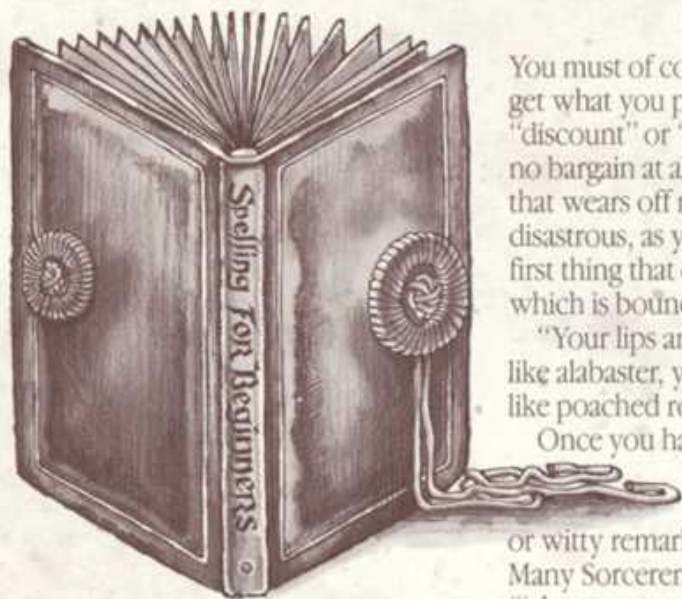 Spelling For Beginners
You must of co
get what you p
"discount" or "
no bargain at a
that wears off
disastrous, as y
first thing that
which is bound
"Your lips ar
like alabaster, y
like poached r
Once you ha
or witty remark
Many Sorcerer